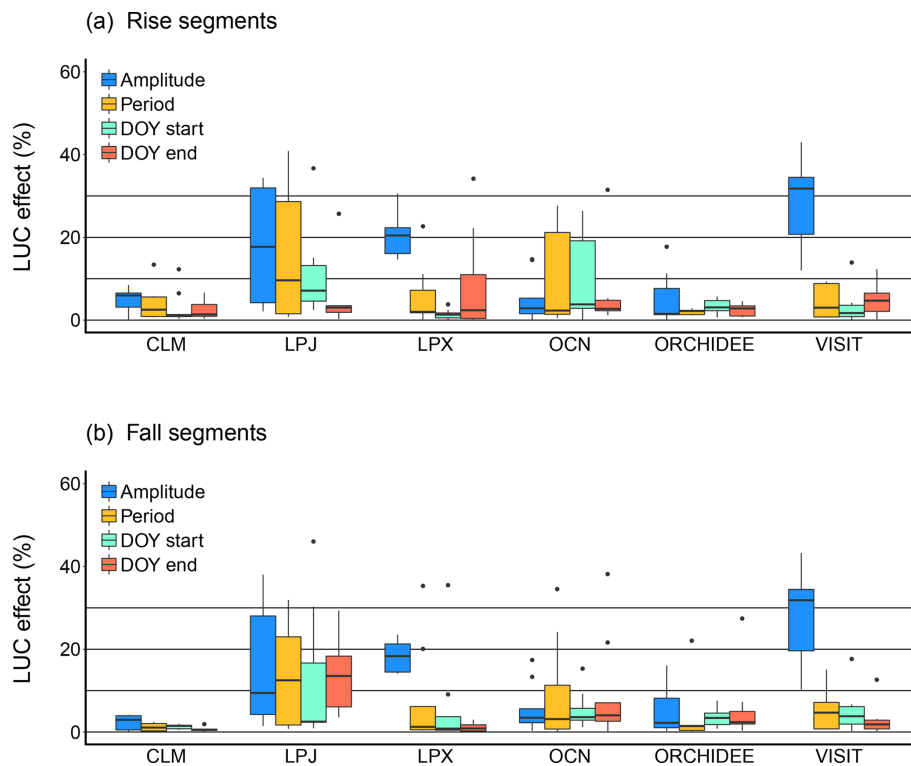 (a) Rise segments
LUC effect (%)
60
40
20
0
Amplitude
Period
DOY start
DOY end
CLM LPJ LPX OCN ORCHIDEE VISIT
(b) Fall segments
LUC effect (%)
60
40
20
0
Amplitude
Period
DOY start
DOY end
CLM LPJ LPX OCN ORCHIDEE VISIT